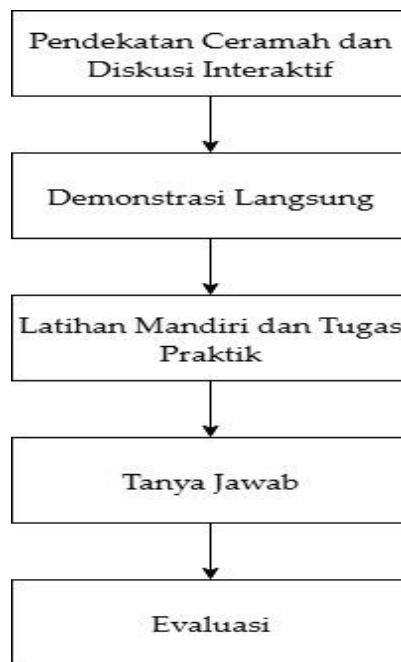 Pendekatan Ceramah dan
Diskusi Interaktif
Demonstrasi Langsung
Latihan Mandiri dan Tugas
Praktik
Tanya Jawab
Evaluasi